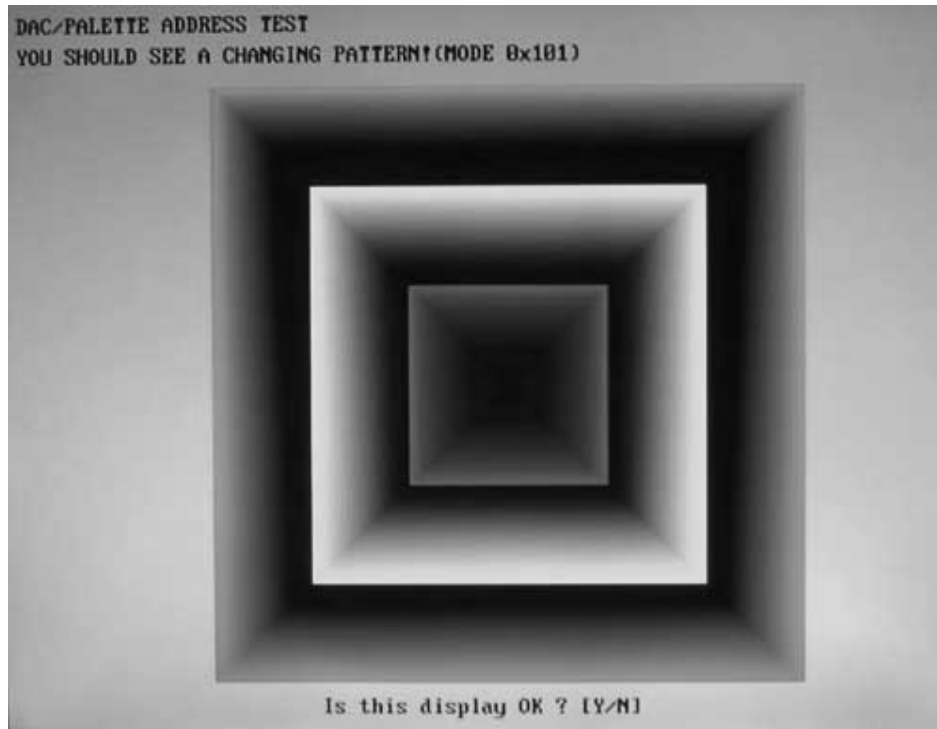 DAC/PALETTE ADDRESS TEST
YOU SHOULD SEE A CHANGING PATTERN!(MODE 0x101)
Is this display OK ? [Y/N]